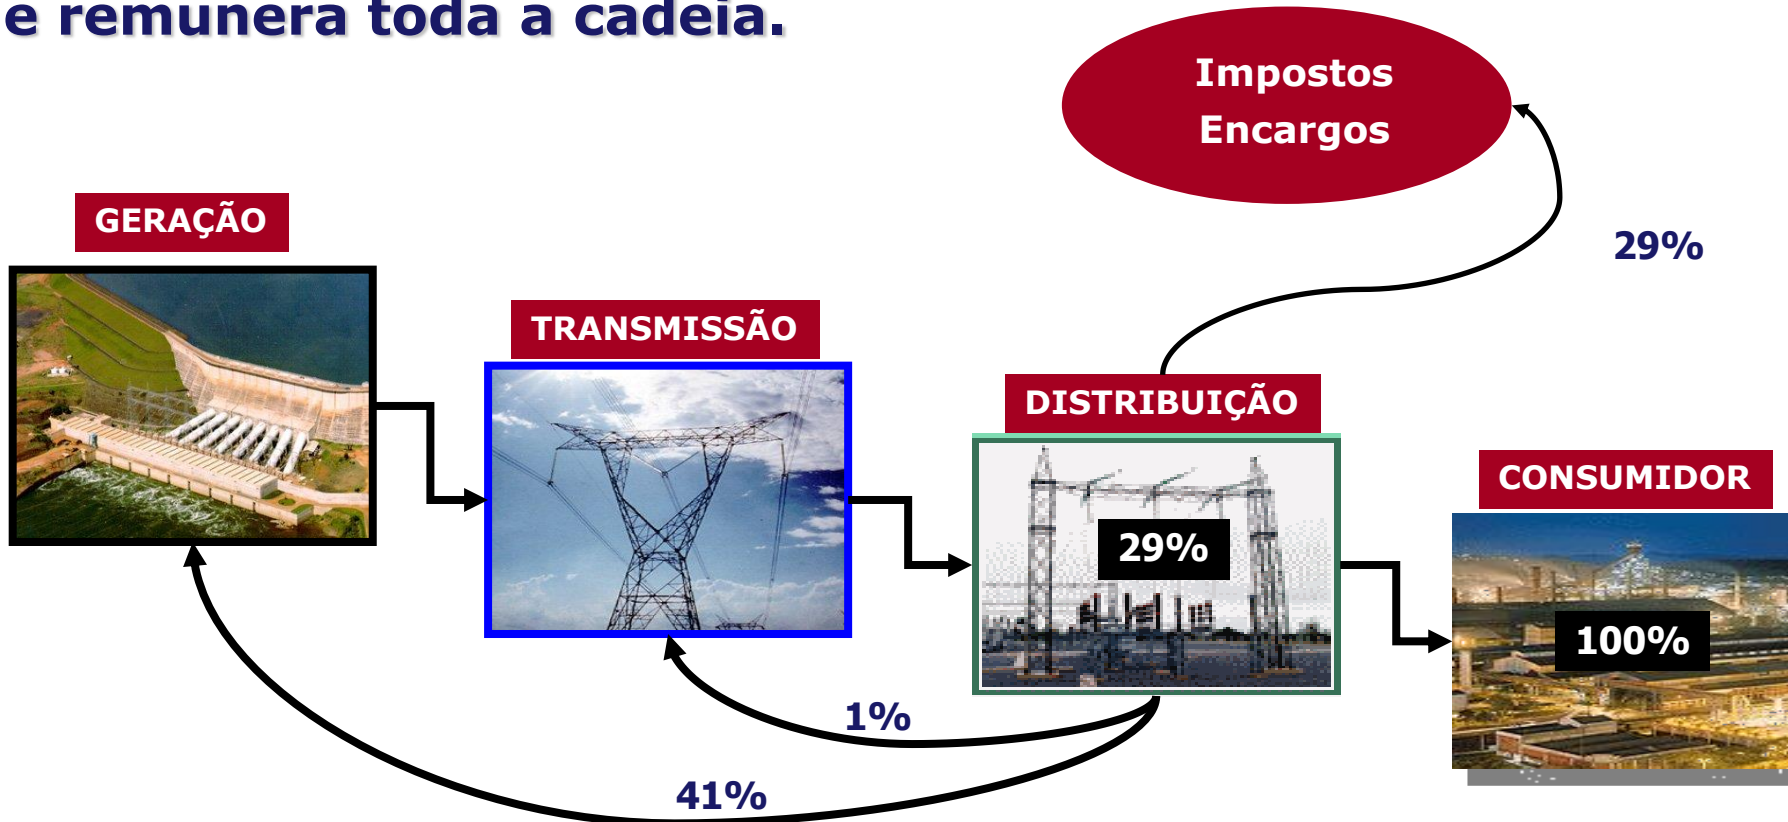 e remunera toda a cadeia.
Impostos
Encargos
29%
GERAÇÃO
TRANSMISSÃO
DISTRIBUIÇÃO
29%
CONSUMIDOR
100%
1%
41%